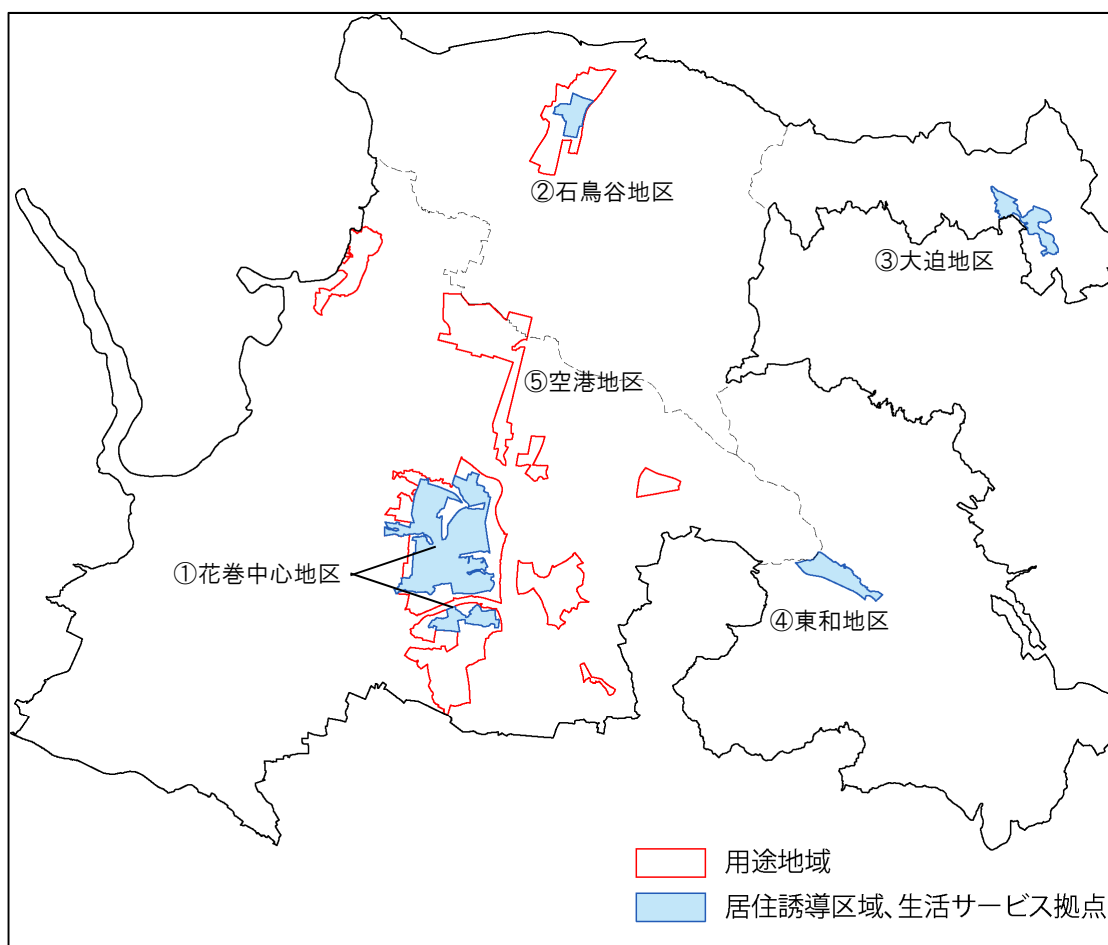 ②石鳥谷地区
③大迫地区
⑤空港地区
①花巻中心地区
④東和地区
用途地域
居住誘導区域、生活サービス拠点